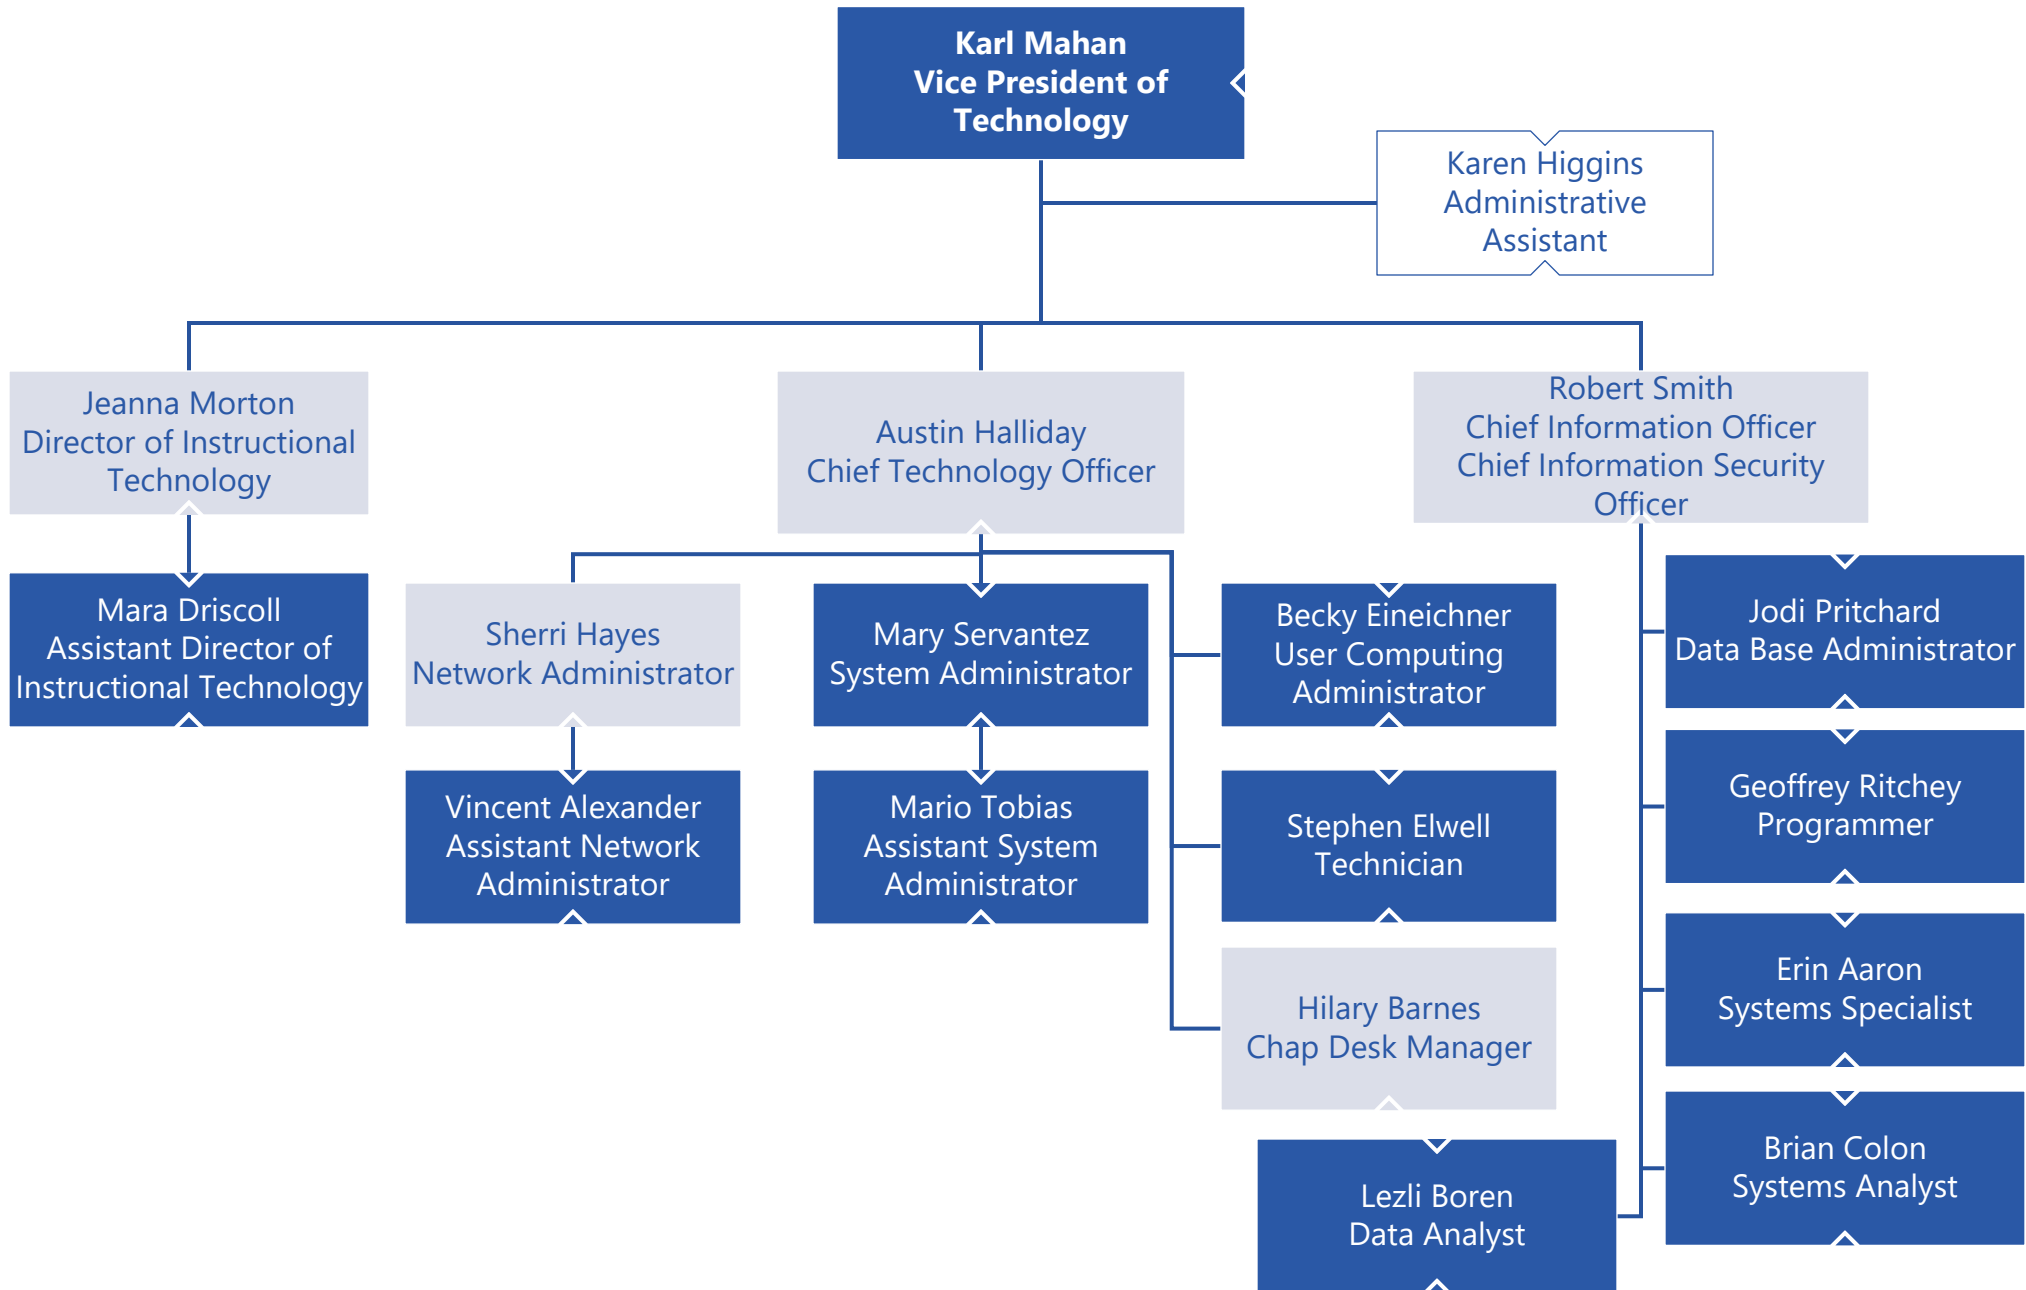 Karl Mahan
Vice President of
Technology
Karen Higgins
Administrative
Assistant
Jeanna Morton
Director of Instructional
Technology
Austin Halliday
Chief Technology Officer
Robert Smith
Chief Information Officer
Chief Information Security
Officer
Mara Driscoll
Assistant Director of
Instructional Technology
Sherri Hayes
Network Administrator
Mary Servantez
System Administrator
Becky Eineichner
User Computing
Administrator
Jodi Pritchard
Data Base Administrator
Vincent Alexander
Assistant Network
Administrator
Mario Tobias
Assistant System
Administrator
Stephen Elwell
Technician
Geoffrey Ritchey
Programmer
Hilary Barnes
Chap Desk Manager
Erin Aaron
Systems Specialist
Lezli Boren
Data Analyst
Brian Colon
Systems Analyst